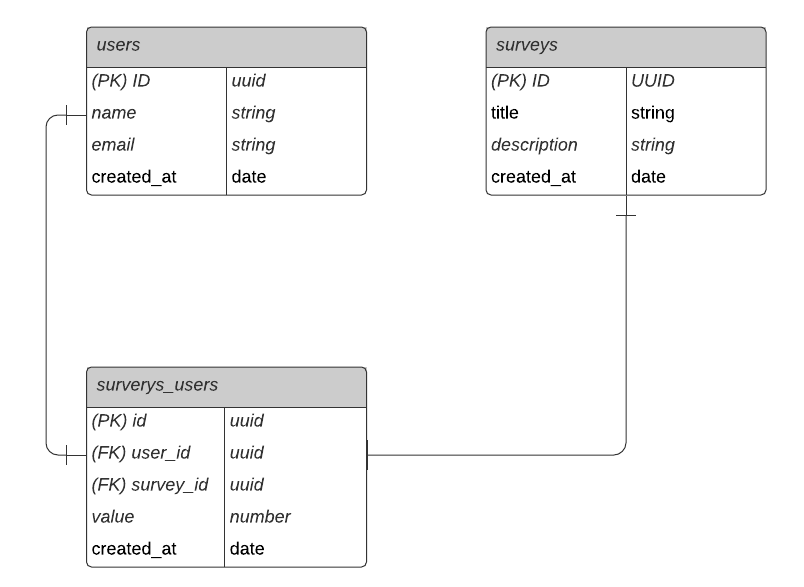 users
(PK) ID uuid
name string
email string
created_at date
surveys
(PK) ID UUID
title string
description string
created_at date
surverys_users
(PK) id uuid
(FK) user_id uuid
(FK) survey_id uuid
value number
created_at date